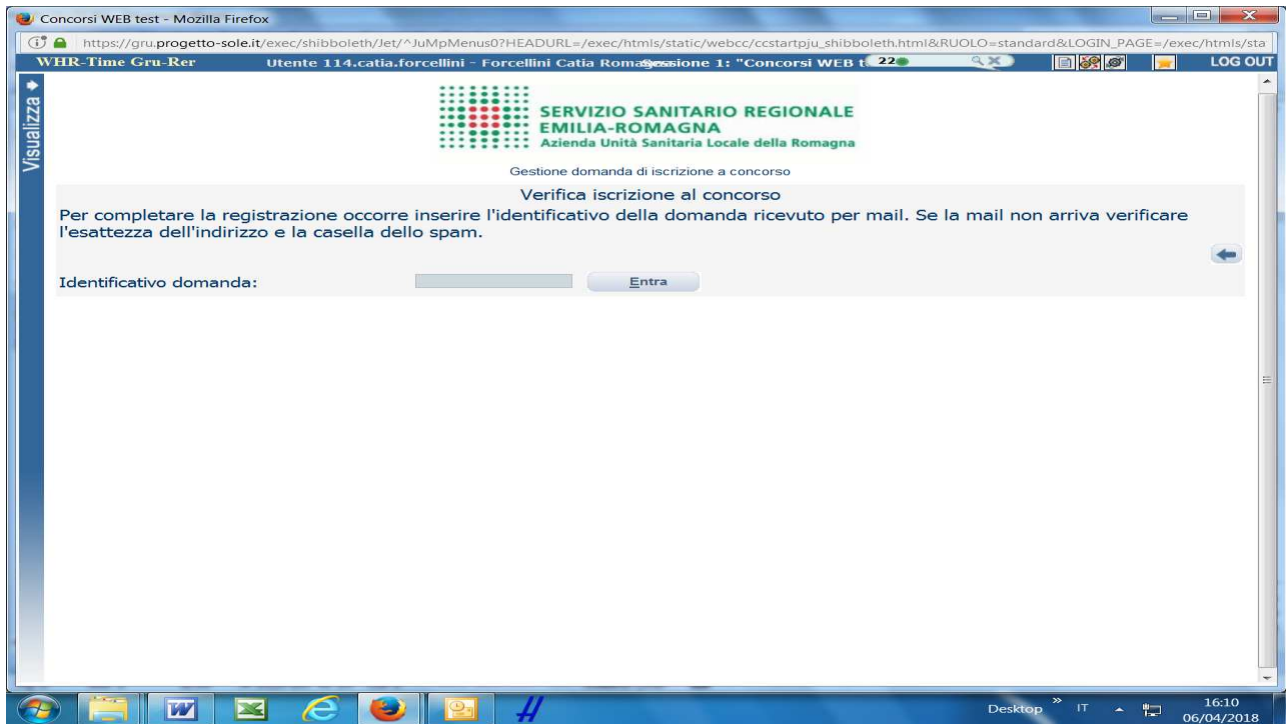 Concorsi WEB test - Mozilla Firefox
https://gru.progetto-sole.it/exec/shibboleth/Jet/^JuMpMenus0?HEADURL=/exec/htmls/static/webcc/ccstartpju_shibboleth.html&RUOLO=standard&LOGIN_PAGE=/exec/htmls/sta
WHR-Time Gru-Rer Utente 114.catia.forcellini - Forcellini Catia 1: "Concorsi WEB t 22 LOG OUT
Visualizza
SERVIZIO SANITARIO REGIONALE
EMILIA-ROMAGNA
Azienda Unità Sanitaria Locale della Romagna
Gestione domanda di iscrizione a concorso
Verifica iscrizione al concorso
Per completare la registrazione occorre inserire l'identificativo della domanda ricevuto per mail. Se la mail non arriva verificare
l'esattezza dell'indirizzo e la casella dello spam.
Identificativo domanda: Entra
Desktop » IT 16:10
06/04/2018